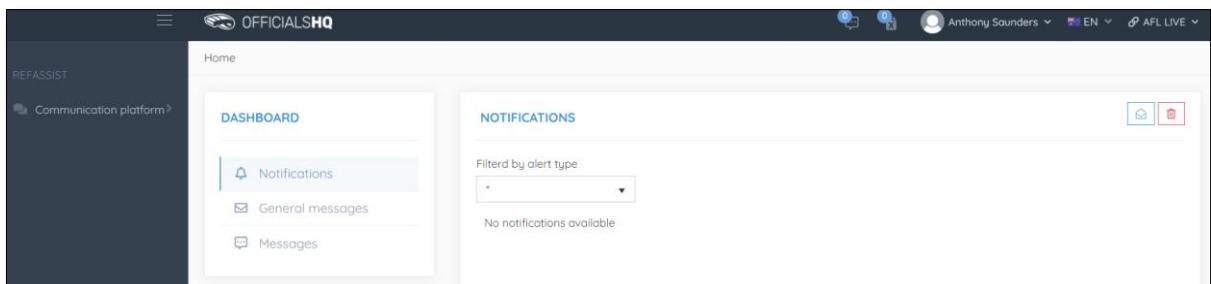 OFFICIALSHQ
0
0
Anthony Saunders
EN
AFL LIVE
REFASSIST
Communication platform
Home
DASHBOARD
Notifications
General messages
Messages
NOTIFICATIONS
Filterd by alert type
*
No notifications available